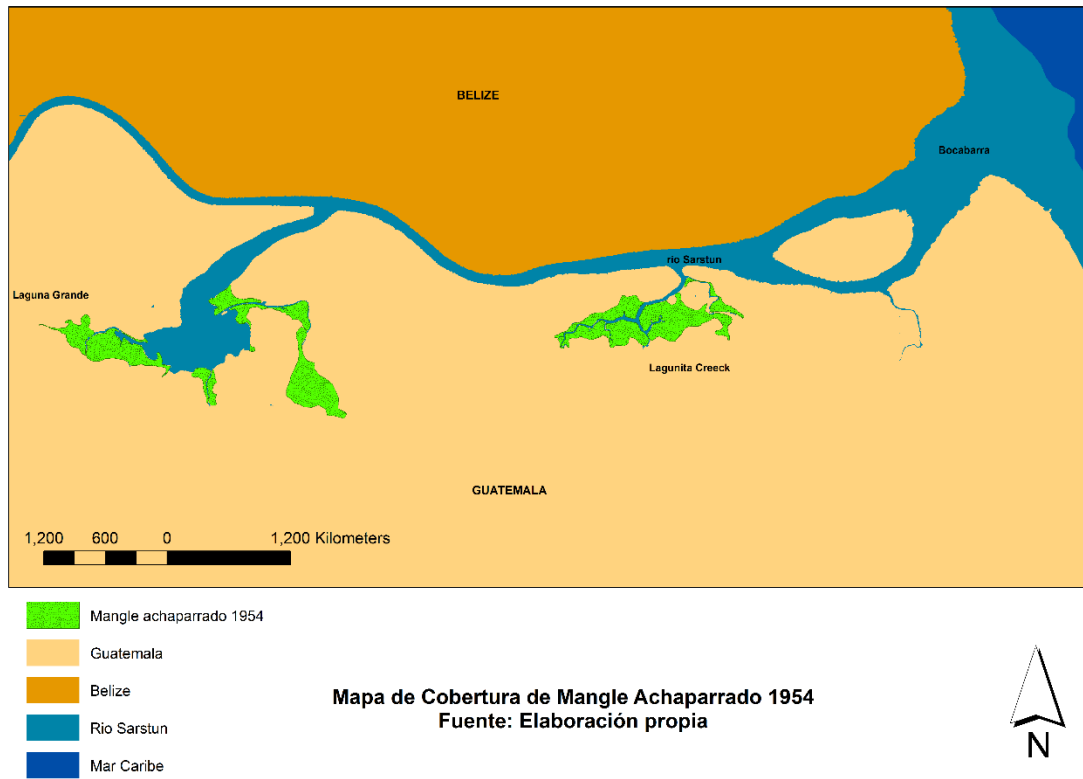 BELIZE
Bocabarra
rio Sarstun
Laguna Grande
Lagunita Creeck
GUATEMALA
1,200 600 0 1,200 Kilometers
Mangle achaparrado 1954
Guatemala
Belize
Rio Sarstun
Mar Caribe
Mapa de Cobertura de Mangle Achaparrado 1954
Fuente: Elaboración propia
N